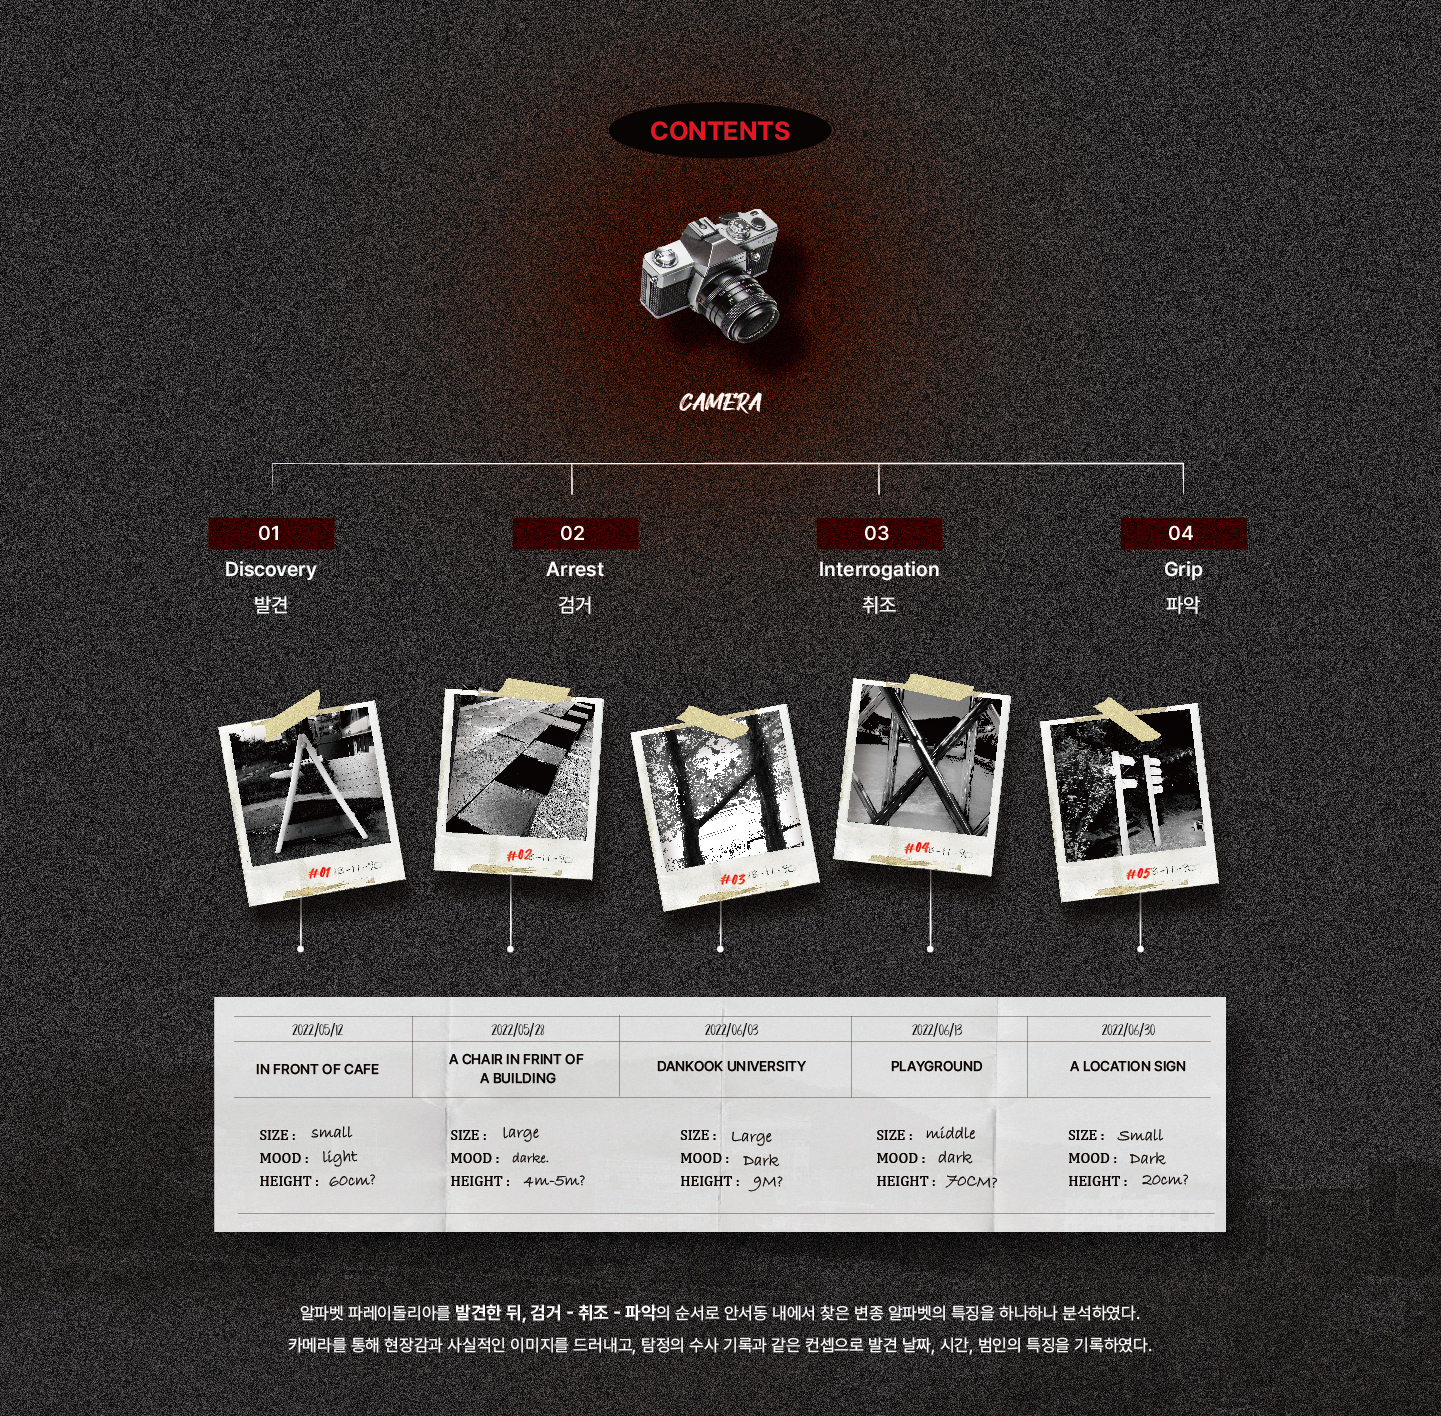 CONTENTS
CAMERA
01
Discovery
발견
02
Arrest
검거
03
Interrogation
취조
04
Grip
파악
#01
#02
#03
#04
#05
2022/05/12
IN FRONT OF CAFE
SIZE : small
MOOD : light
HEIGHT : 60cm?
2022/05/28
A CHAIR IN FRINT OF
A BUILDING
SIZE : large
MOOD : darke.
HEIGHT : 4m-5m?
2022/06/03
DANKOOK UNIVERSITY
SIZE : Large
MOOD : Dark
HEIGHT : 9M?
2022/06/13
PLAYGROUND
SIZE : middle
MOOD : dark
HEIGHT : 70CM?
2022/06/30
A LOCATION SIGN
SIZE : Small
MOOD : Dark
HEIGHT : 20cm?
알파벳 파레이돌리아를 발견한 뒤, 검거 - 취조 - 파악의 순서로 안서동 내에서 찾은 변종 알파벳의 특징을 하나하나 분석하였다.
카메라를 통해 현장감과 사실적인 이미지를 드러내고, 탐정의 수사 기록과 같은 컨셉으로 발견 날짜, 시간, 범인의 특징을 기록하였다.